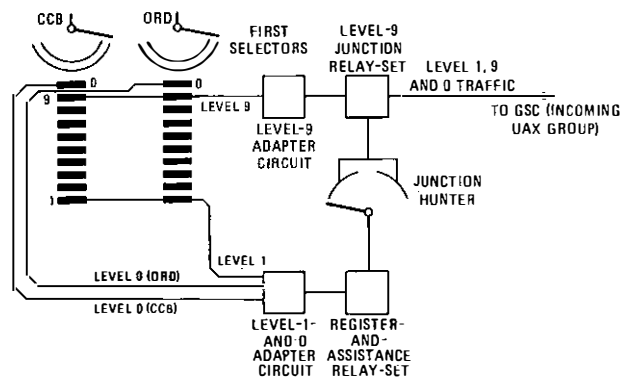 CCB
ORD
FIRST
SELECTORS
LEVEL-9
JUNCTION
RELAY-SET
LEVEL 1, 9
AND 0 TRAFFIC
TO GSC (INCOMING
UAX GROUP)
0
9
1
0
LEVEL 9
LEVEL-9
ADAPTER
CIRCUIT
JUNCTION
HUNTER
LEVEL 1
LEVEL 0 (ORD)
LEVEL 0 (CCB)
LEVEL-1-
AND-0
ADAPTER
CIRCUIT
REGISTER-
AND-
ASSISTANCE
RELAY-SET